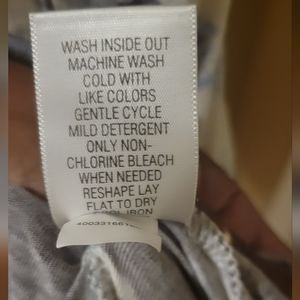 WASH INSIDE OUT
MACHINE WASH
COLD WITH
LIKE COLORS
GENTLE CYCLE
MILD DETERGENT
ONLY NON-
CHLORINE BLEACH
WHEN NEEDED
RESHAPE LAY
FLAT TO DRY
IRON